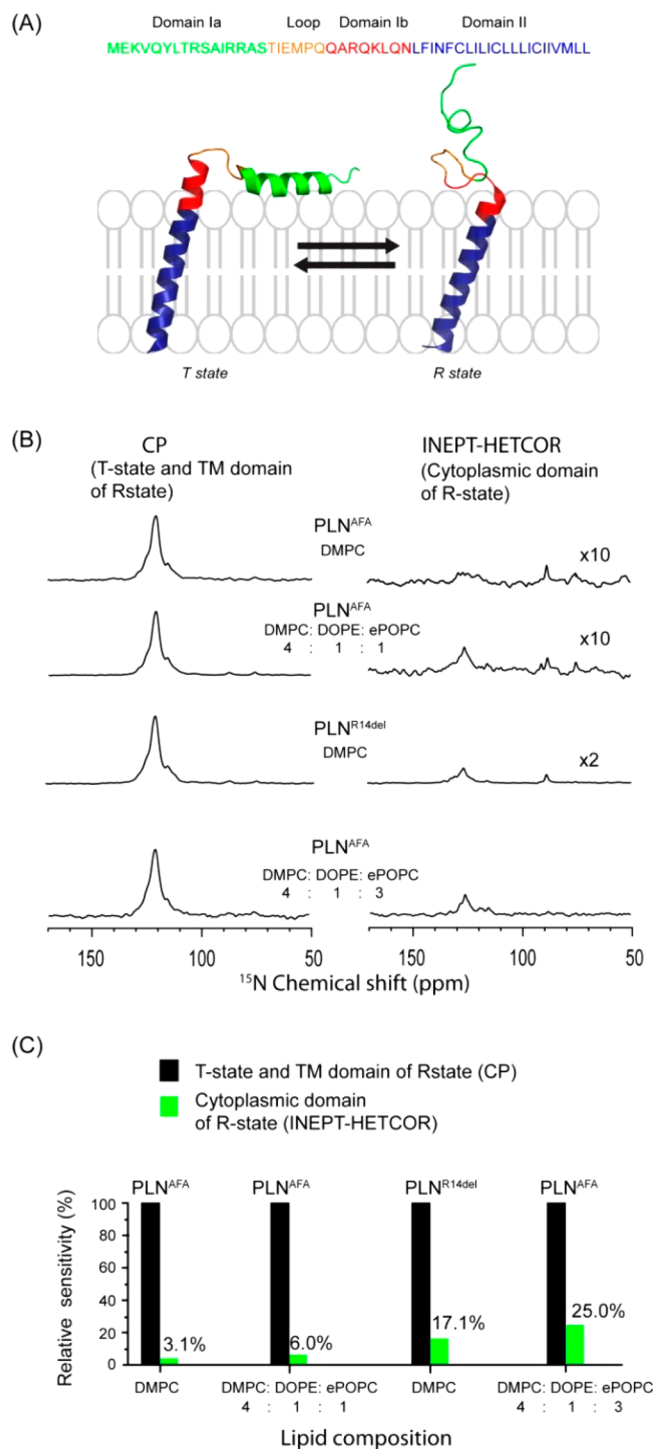 (A)
Domain Ia Loop Domain Ib Domain II
MEKVQYLTRSAIRRASTIEMPQQARQKLQNLFINFCLILICLLLICIIVMLL
T state R state
(B)
CP INEPT-HETCOR
(T-state and TM domain (Cytoplasmic domain
of Rstate) of R-state)
PLNAFA
DMPC x10
PLNAFA
DMPC: DOPE: ePOPC x10
4 : 1 : 1
PLNR14del
DMPC x2
PLNAFA
DMPC: DOPE: ePOPC
4 : 1 : 3
150 100 50 150 100 50
15N Chemical shift (ppm)
(C)
T-state and TM domain of Rstate (CP)
Cytoplasmic domain
of R-state (INEPT-HETCOR)
PLNAFA PLNAFA PLNR14del PLNAFA
Relative sensitivity (%)
100
80
60
40
20
0
3.1% 6.0% 17.1% 25.0%
DMPC DMPC: DOPE: ePOPC DMPC DMPC: DOPE: ePOPC
4 : 1 : 1 4 : 1 : 3
Lipid composition